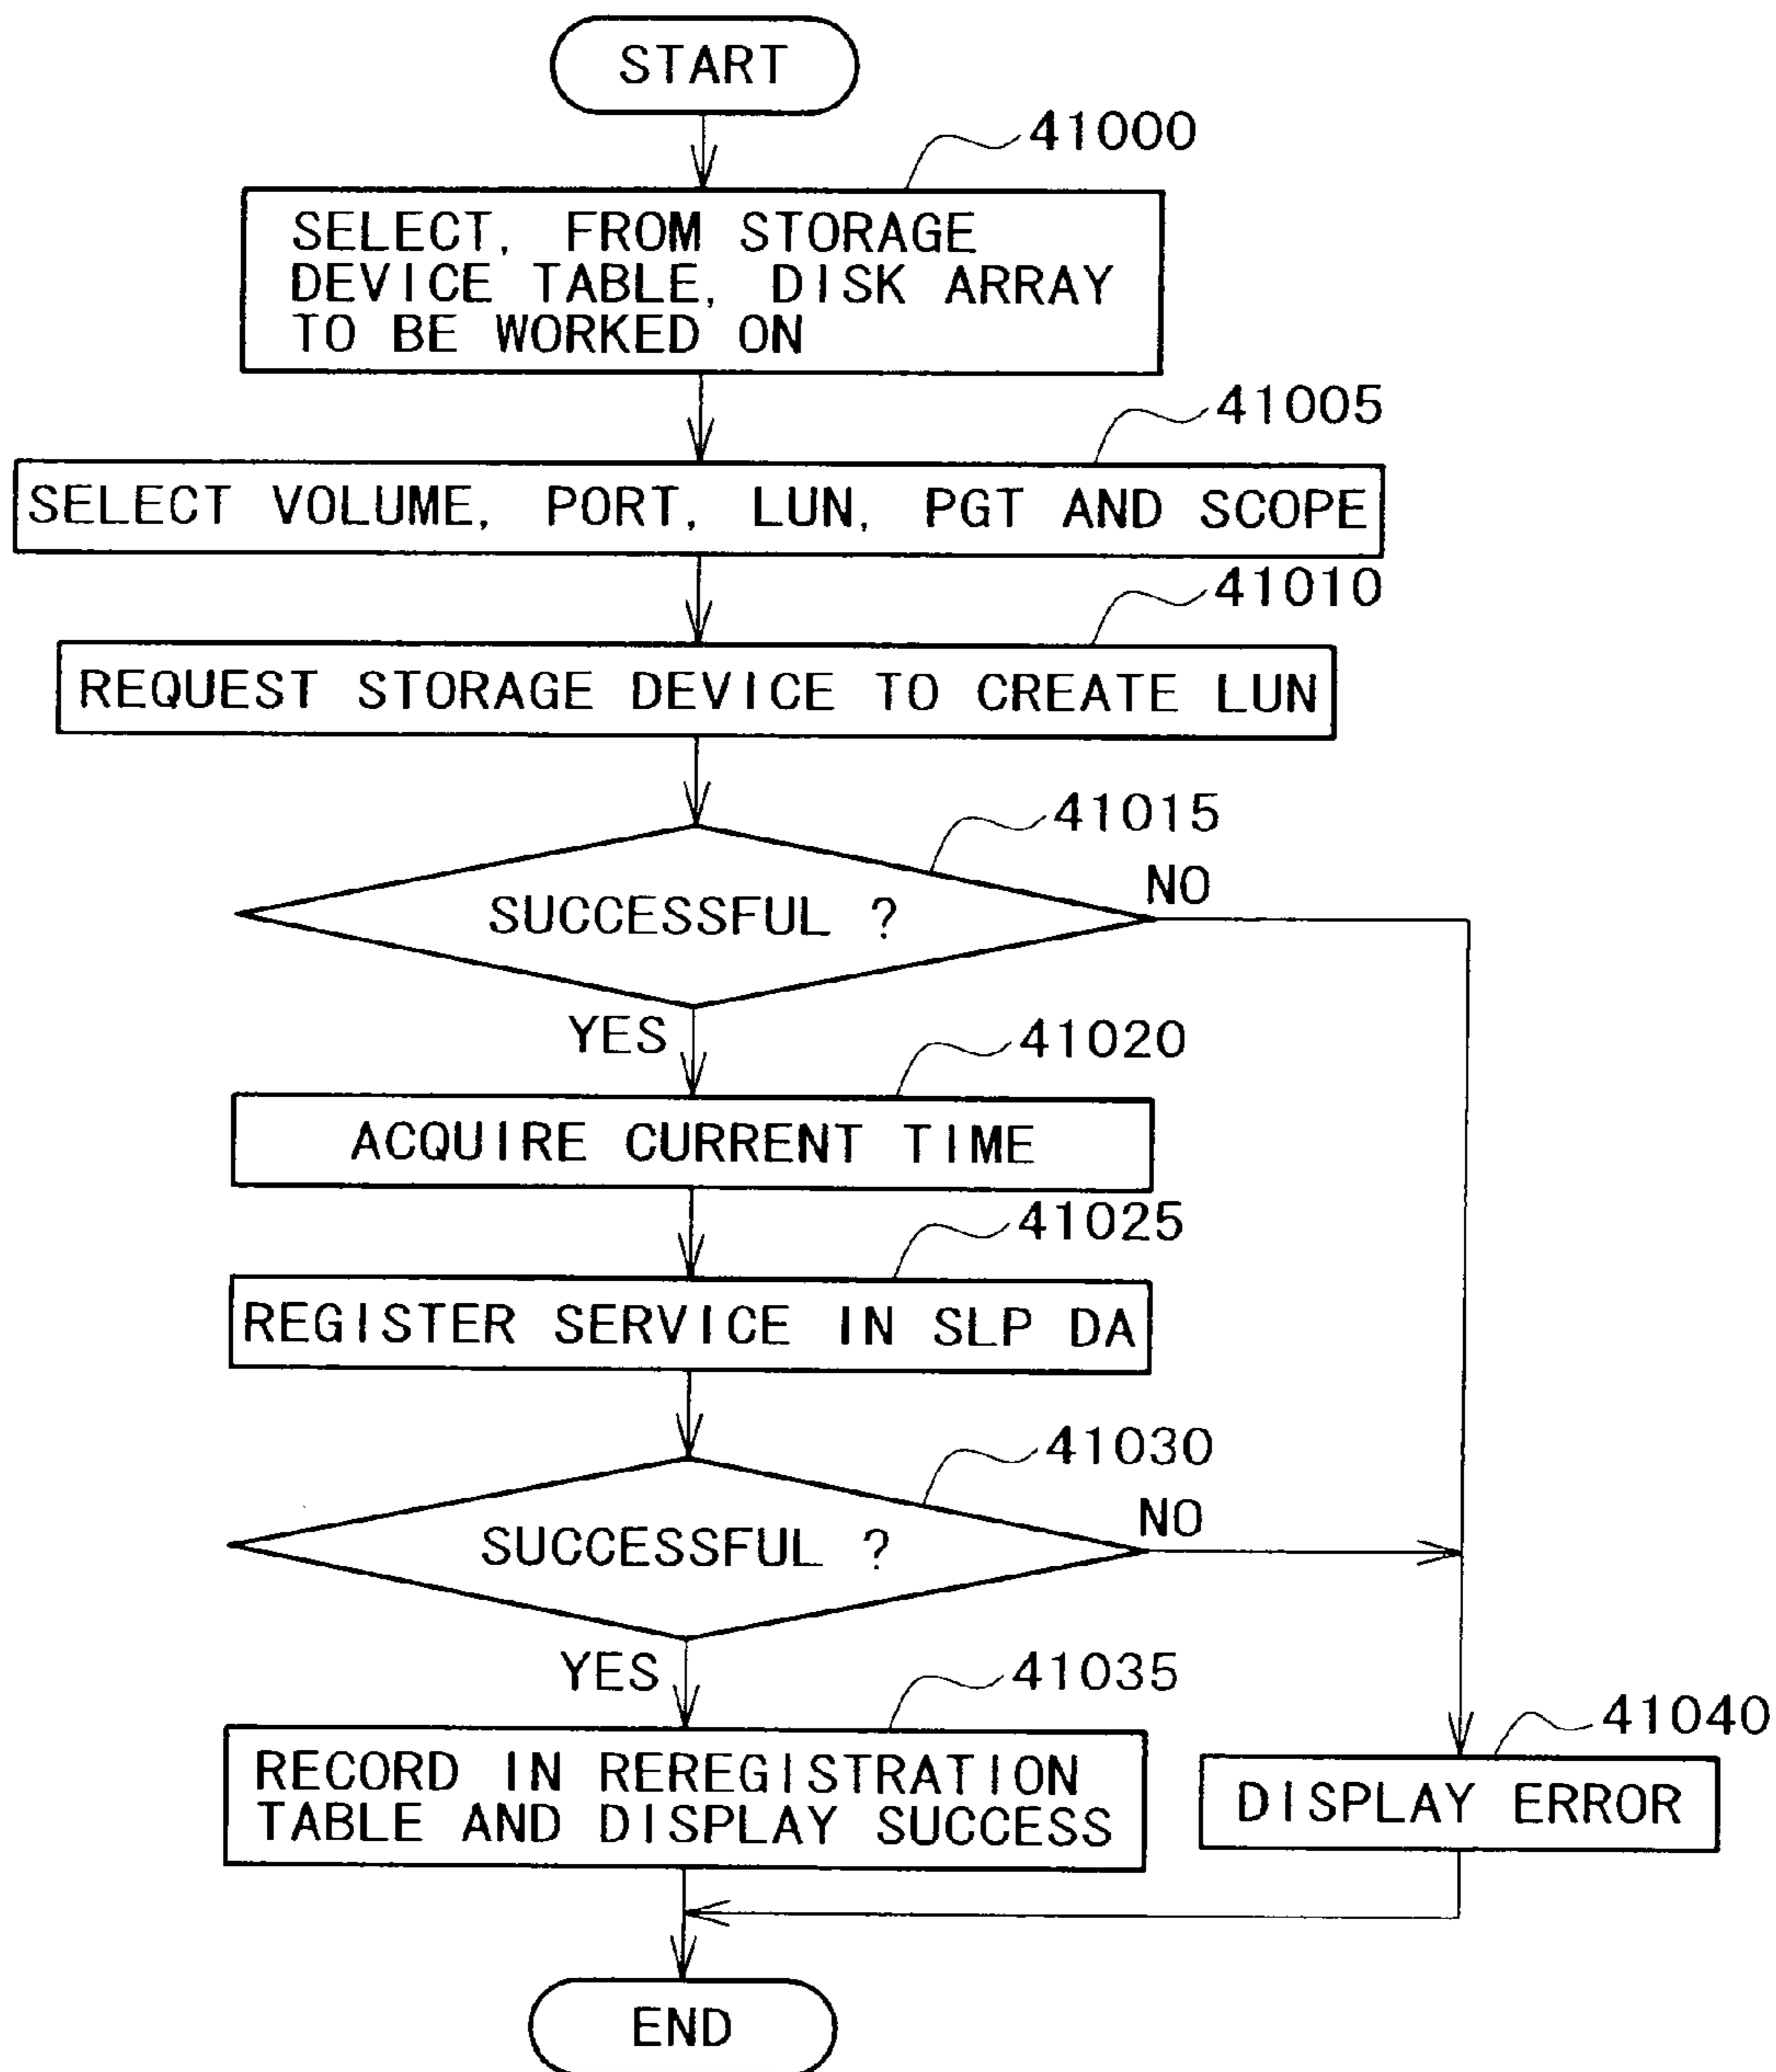 START
41000
SELECT, FROM STORAGE
DEVICE TABLE, DISK ARRAY
TO BE WORKED ON
41005
SELECT VOLUME, PORT, LUN, PGT AND SCOPE
41010
REQUEST STORAGE DEVICE TO CREATE LUN
41015
SUCCESSFUL ?
NO
YES
41020
ACQUIRE CURRENT TIME
41025
REGISTER SERVICE IN SLP DA
41030
SUCCESSFUL ?
NO
YES
41035
RECORD IN REREGISTRATION
TABLE AND DISPLAY SUCCESS
41040
DISPLAY ERROR
END